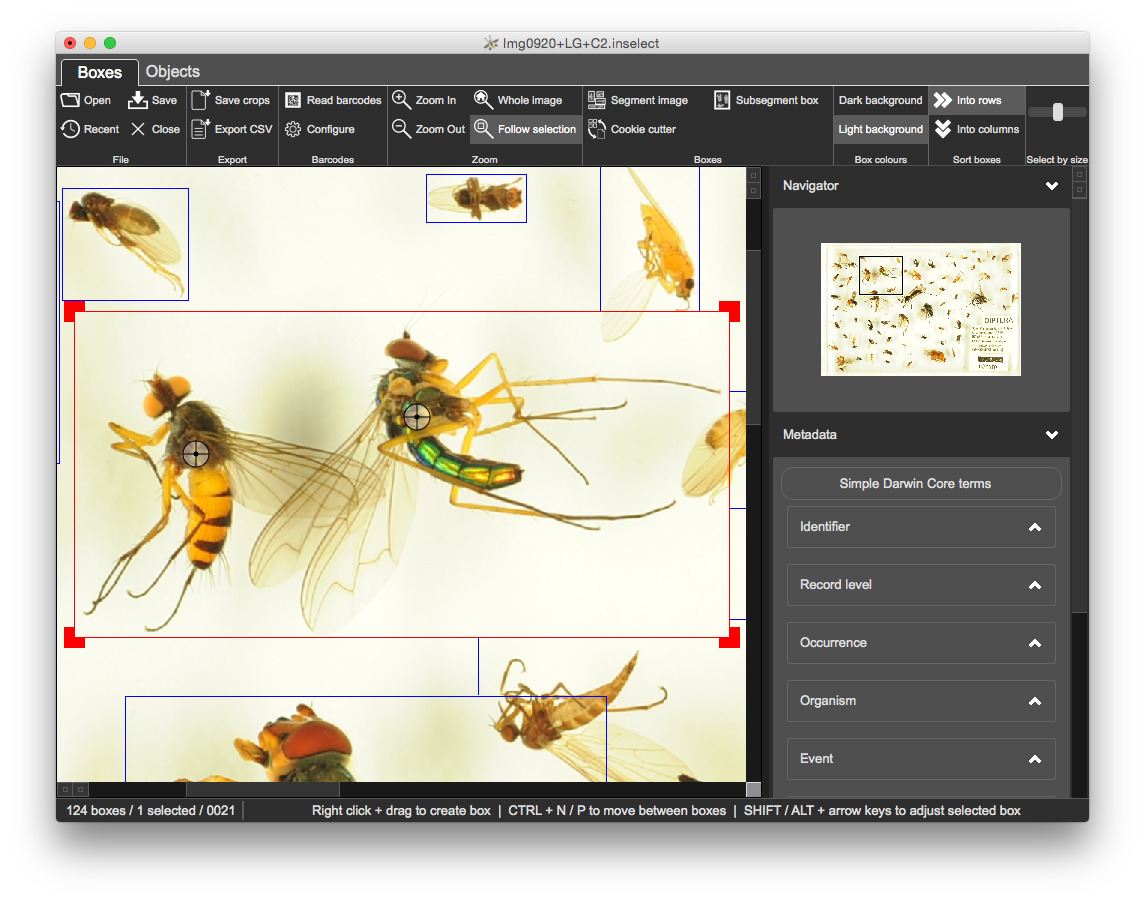 Img0920+LG+C2.inselect
Boxes Objects
Open Save Save crops Read barcodes Zoom In Whole image Segment image Subsegment box Dark background Into rows
Recent Close Export CSV Configure Zoom Out Follow selection Cookie cutter Light background Into columns
File Export Barcodes Zoom Boxes Box colours Sort boxes Select by size
Navigator
DIPTERA
10mm
Metadata
Simple Darwin Core terms
Identifier
Record level
Occurrence
Organism
Event
124 boxes / 1 selected / 0021 Right click + drag to create box | CTRL + N / P to move between boxes | SHIFT / ALT + arrow keys to adjust selected box